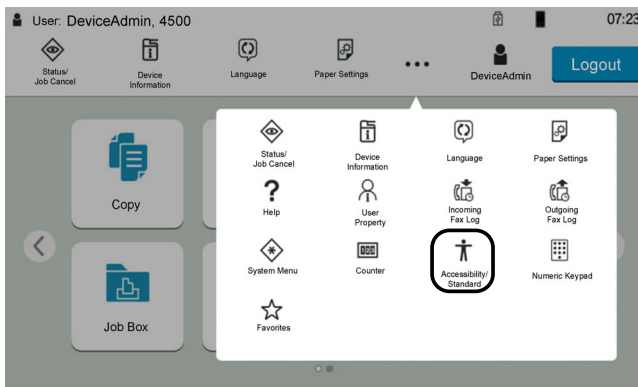 User: DeviceAdmin, 4500
07:23
Status/
Job Cancel
Device
Information
Language
Paper Settings
DeviceAdmin
Logout
Copy
Job Box
Status/
Job Cancel
Device
Information
Language
Paper Settings
Help
User
Property
Incoming
Fax Log
Outgoing
Fax Log
System Menu
Counter
Accessibility/
Standard
Numeric Keypad
Favorites